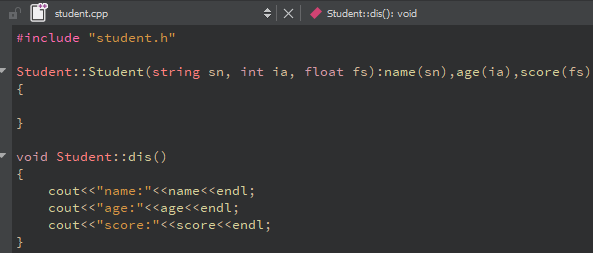 student.cpp
Student::dis(): void
#include "student.h"
Student::Student(string sn, int ia, float fs):name(sn),age(ia),score(fs)
{
}
void Student::dis()
{
    cout<<"name:"<<name<<endl;
    cout<<"age:"<<age<<endl;
    cout<<"score:"<<score<<endl;
}